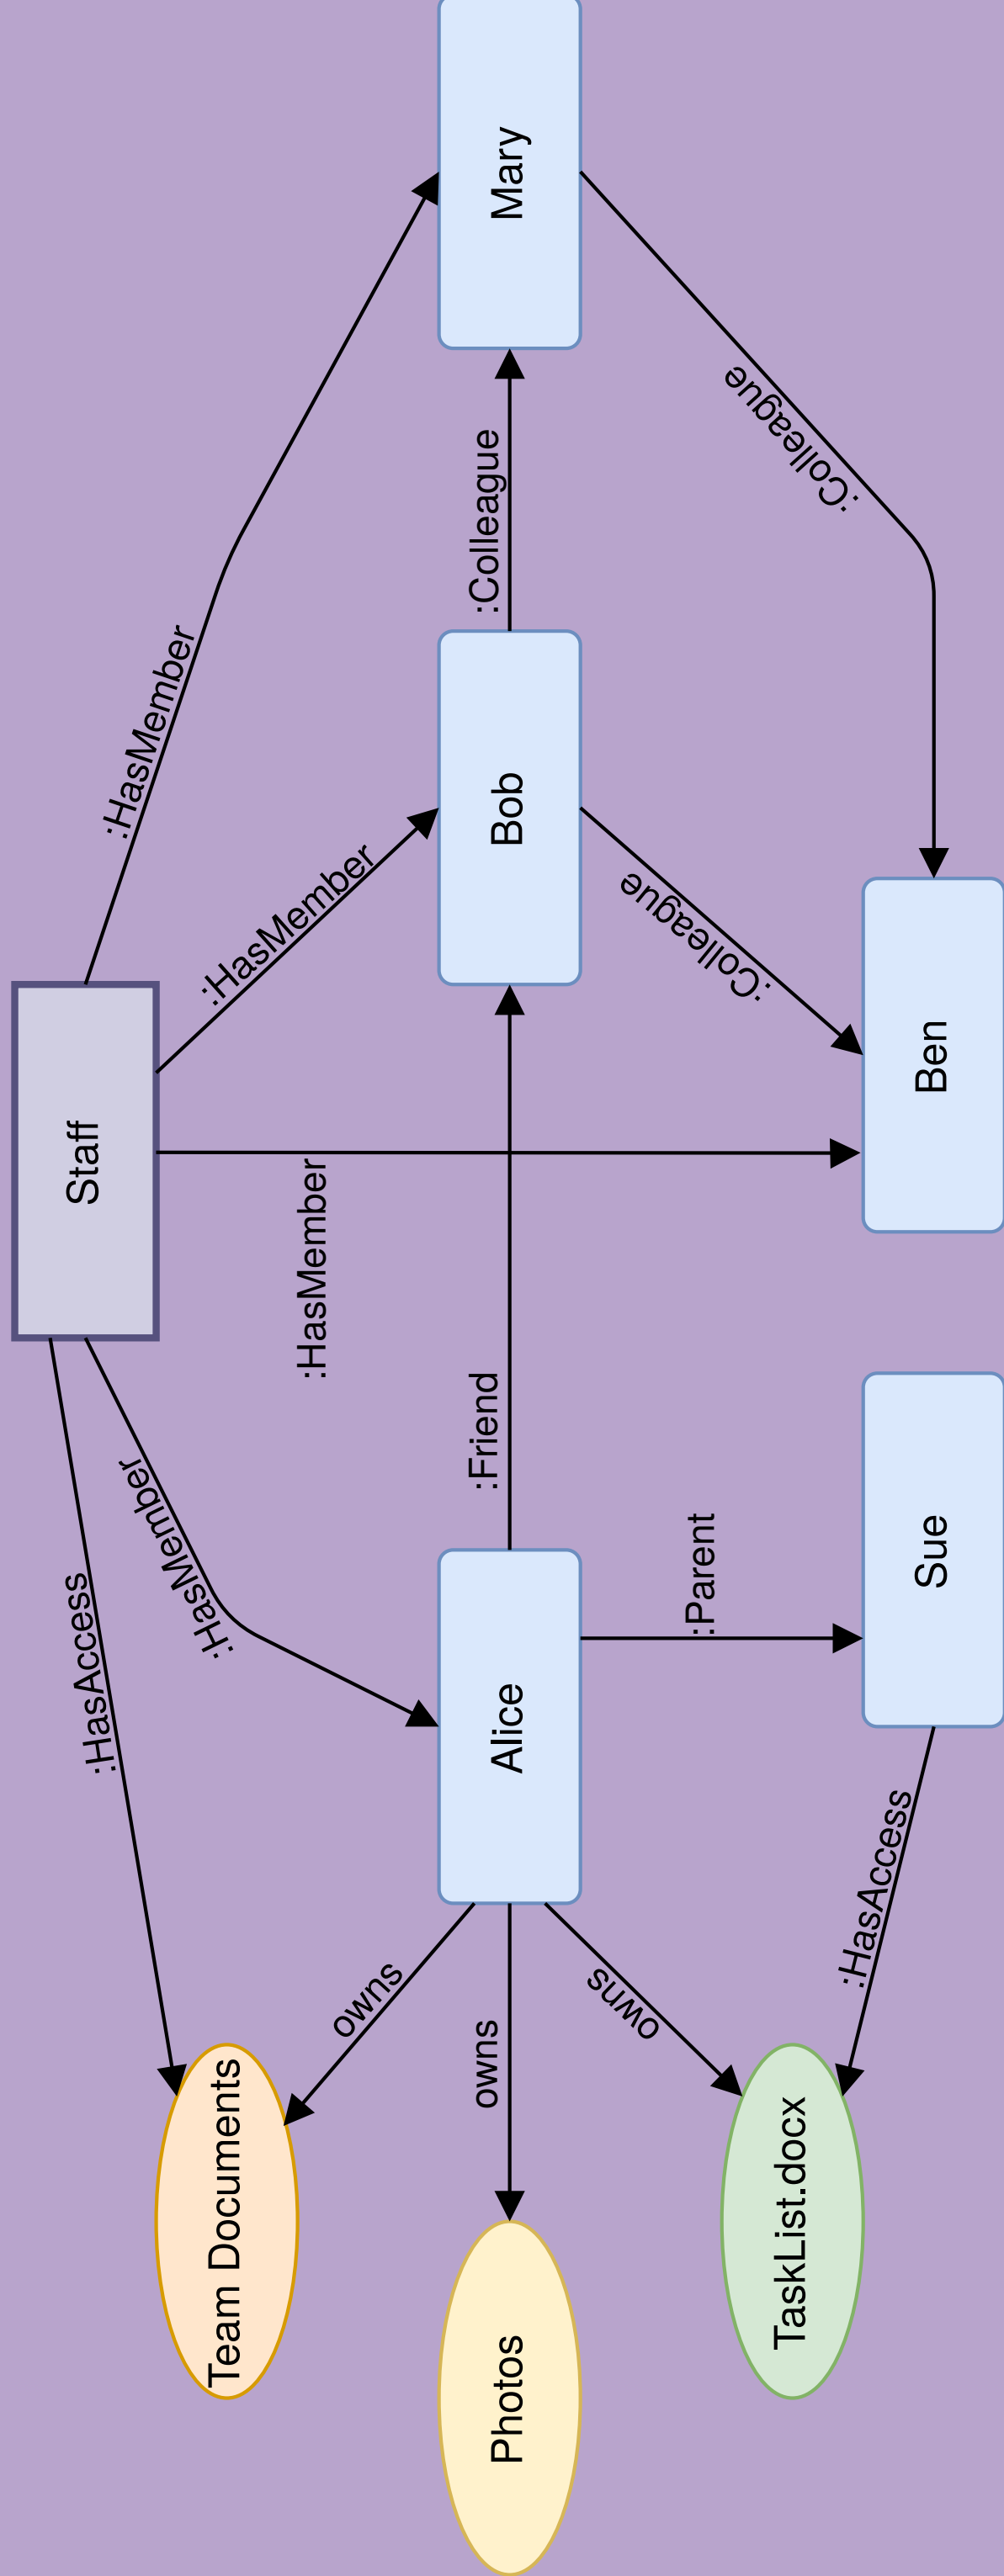 Staff
:HasMember
:HasMember
:HasMember
:HasMember
:HasAccess
Team Documents
owns
Photos
owns
Alice
:Friend
Bob
:Colleague
Mary
owns
TaskList.docx
:HasAccess
:Parent
Sue
:Colleague
:Colleague
Ben